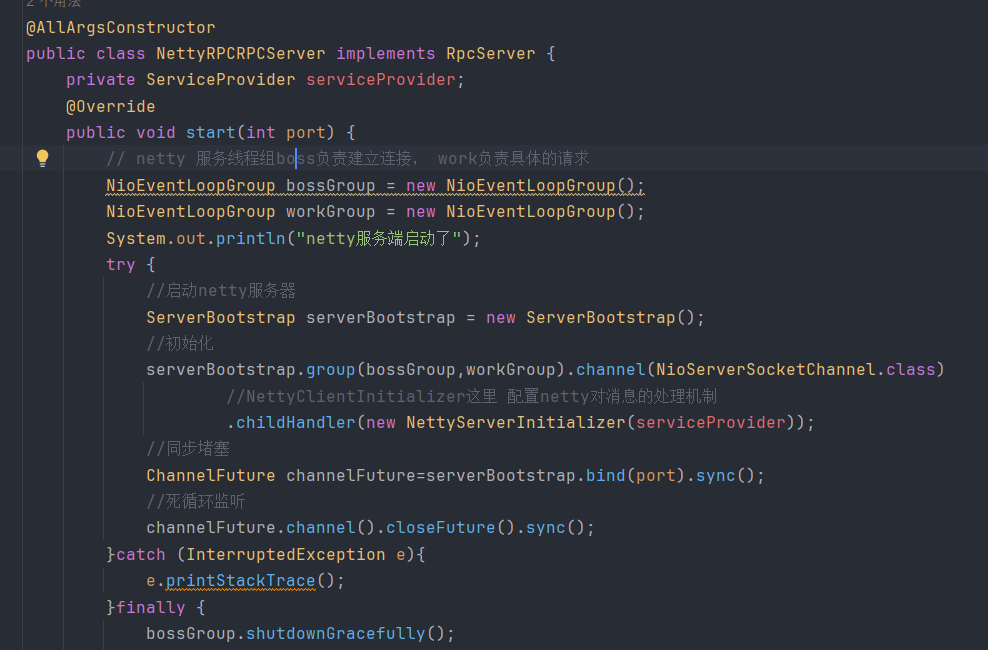 2 个用法
@AllArgsConstructor
public class NettyRPCRPCServer implements RpcServer {
    private ServiceProvider serviceProvider;
    @Override
    public void start(int port) {
        // netty 服务线程组boss负责建立连接， work负责具体的请求
        NioEventLoopGroup bossGroup = new NioEventLoopGroup();
        NioEventLoopGroup workGroup = new NioEventLoopGroup();
        System.out.println("netty服务端启动了");
        try {
            //启动netty服务器
            ServerBootstrap serverBootstrap = new ServerBootstrap();
            //初始化
            serverBootstrap.group(bossGroup,workGroup).channel(NioServerSocketChannel.class)
                    //NettyClientInitializer这里 配置netty对消息的处理机制
                    .childHandler(new NettyServerInitializer(serviceProvider));
            //同步堵塞
            ChannelFuture channelFuture=serverBootstrap.bind(port).sync();
            //死循环监听
            channelFuture.channel().closeFuture().sync();
        }catch (InterruptedException e){
            e.printStackTrace();
        }finally {
            bossGroup.shutdownGracefully();